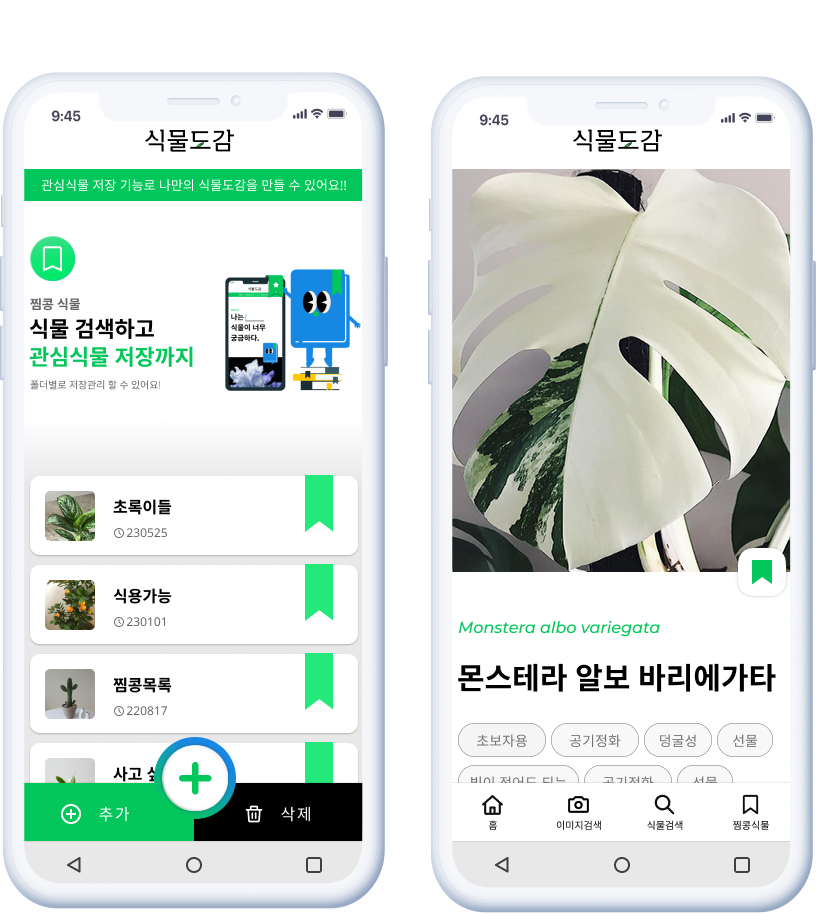 9:45
식물도감
관심식물 저장 기능로 나만의 식물도감을 만들 수 있어요!!
찜콩 식물
식물 검색하고
관심식물 저장까지
폴더별로 저장관리 할 수 있어요!
식물도감
나는
식물이 너무
궁금하다.
초록이들
230525
식용가능
230101
찜콩목록
220817
사고
추가
삭제
9:45
식물도감
Monstera albo variegata
몬스테라 알보 바리에가타
초보자용 공기정화 덩굴성 선물
빛이 적어도 되는 공기정화 선물
홈 이미지검색 식물검색 찜콩식물